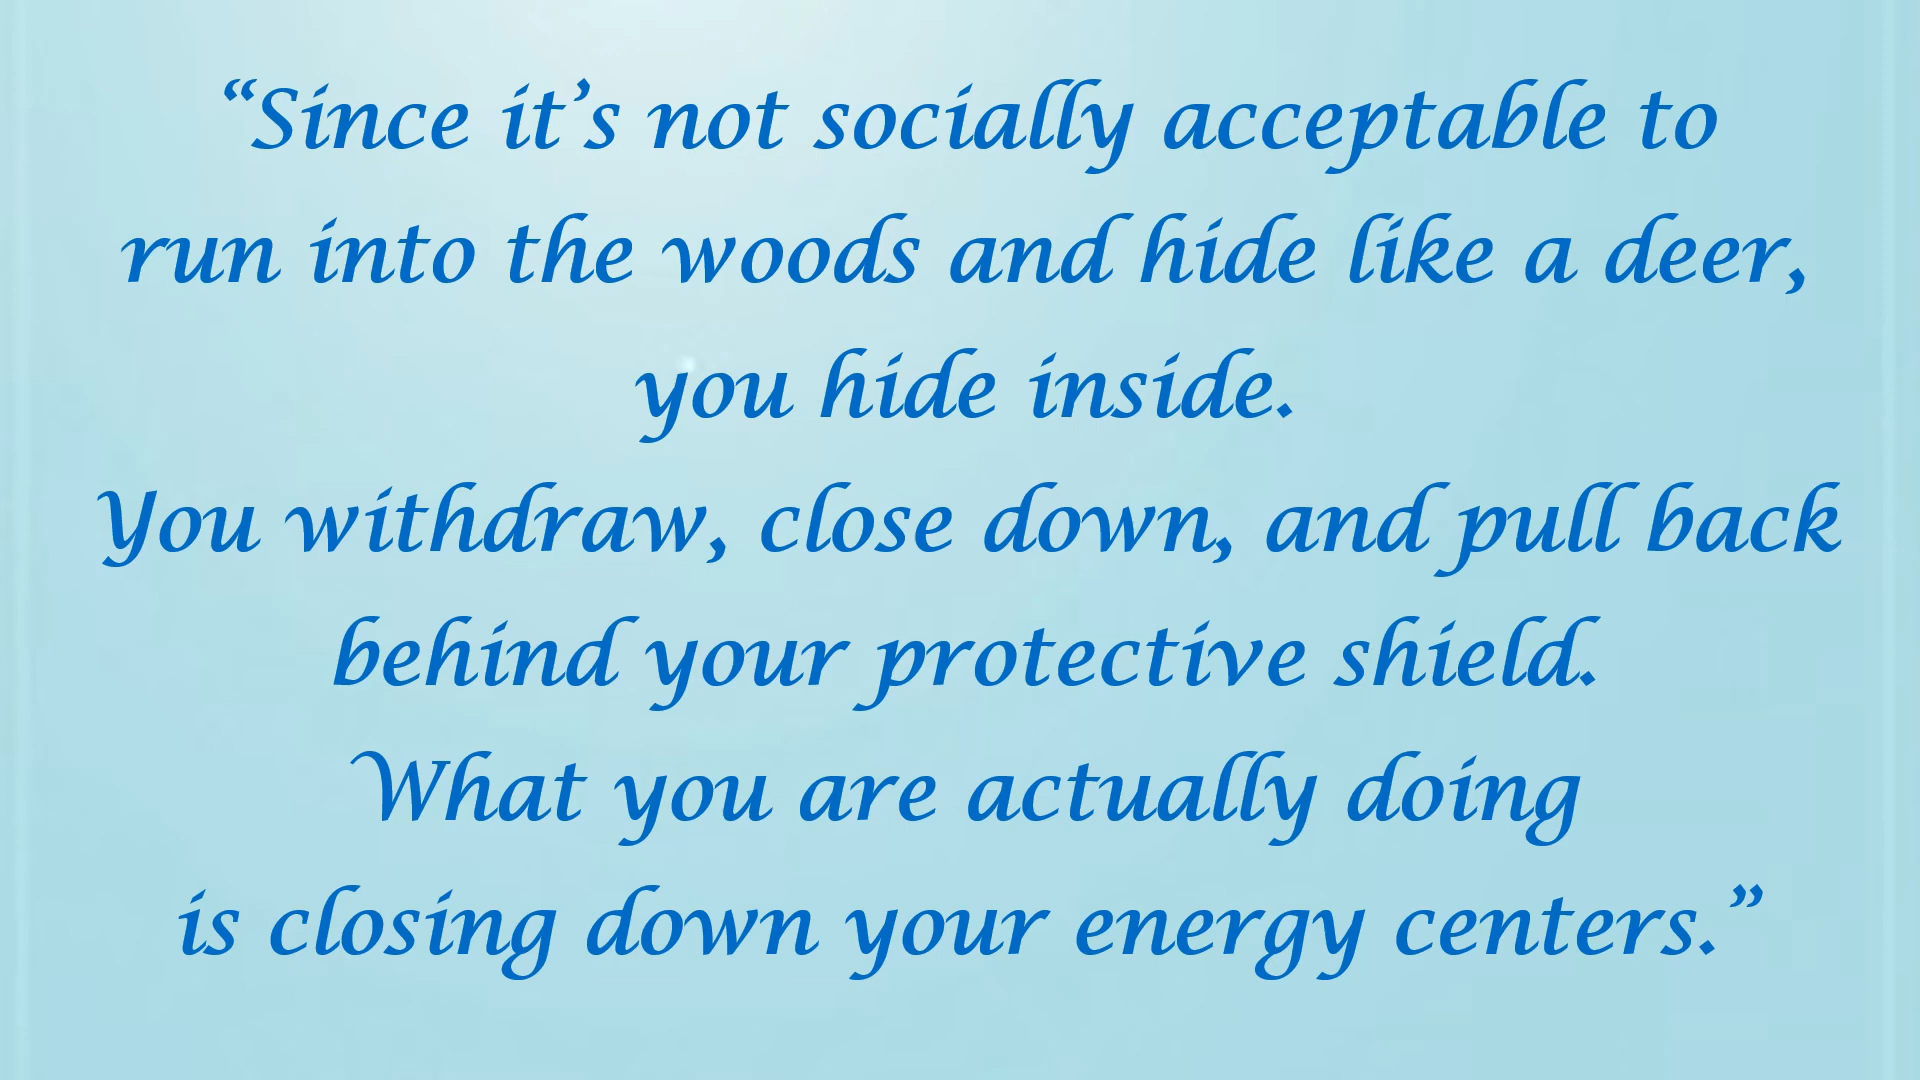 “Since it’s not socially acceptable to
run into the woods and hide like a deer,
you hide inside.
You withdraw, close down, and pull back
behind your protective shield.
What you are actually doing
is closing down your energy centers.”